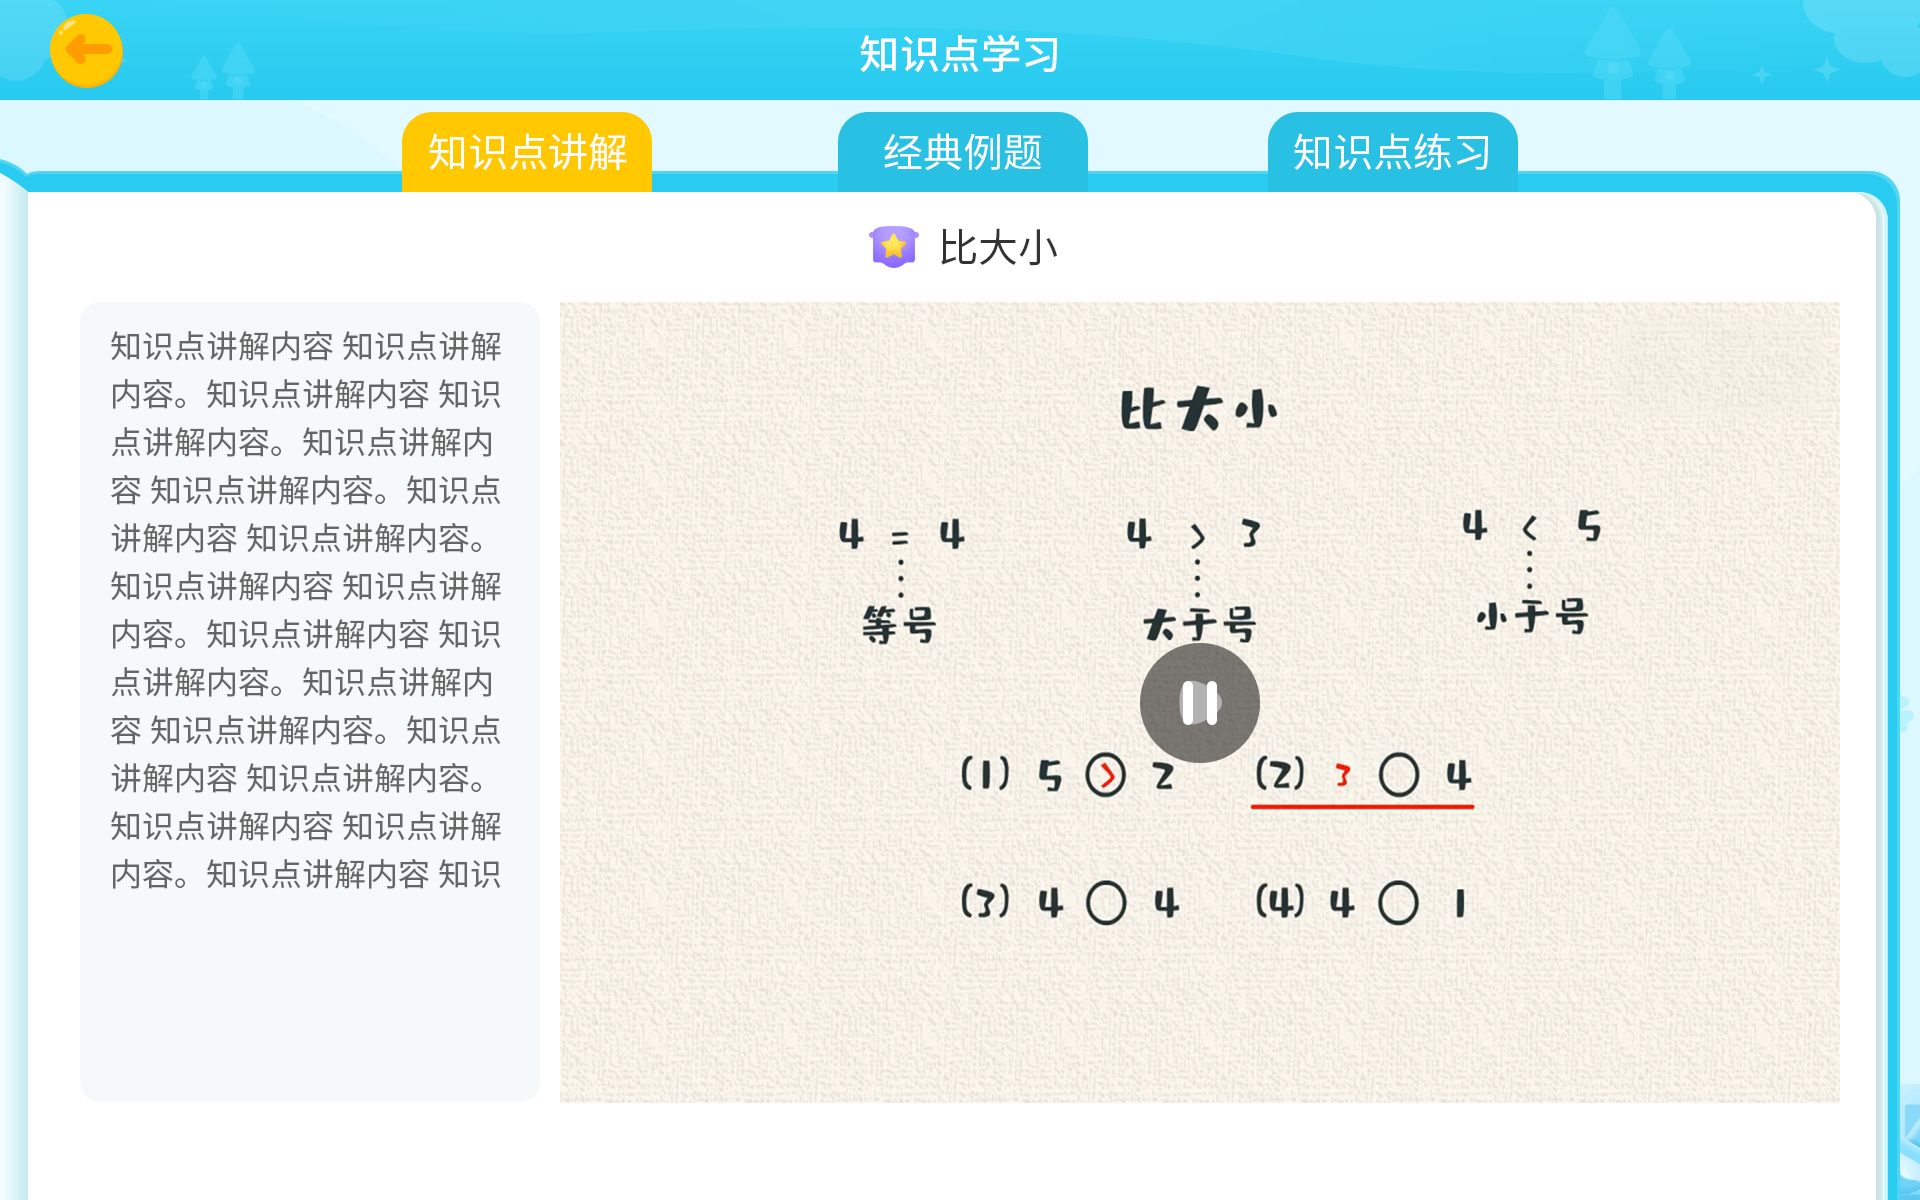 知识点学习
知识点讲解
经典例题
知识点练习
比大小
知识点讲解内容 知识点讲解
内容。知识点讲解内容 知识
点讲解内容。知识点讲解内
容 知识点讲解内容。知识点
讲解内容 知识点讲解内容。
知识点讲解内容 知识点讲解
内容。知识点讲解内容 知识
点讲解内容。知识点讲解内
容 知识点讲解内容。知识点
讲解内容 知识点讲解内容。
知识点讲解内容 知识点讲解
内容。知识点讲解内容 知识
比大小
4 = 4
4 > 3
4 < 5
等号
大于号
小于号
(1) 5 > 2
(2) 3 ○ 4
(3) 4 ○ 4
(4) 4 ○ 1